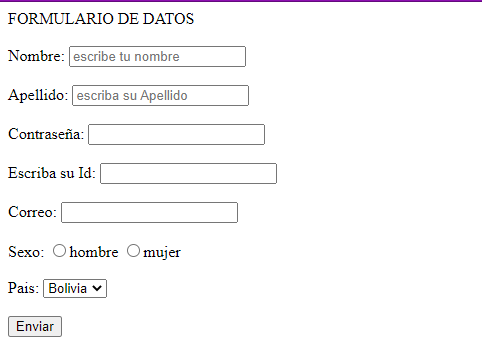 FORMULARIO DE DATOS
Nombre: escribe tu nombre
Apellido: escriba su Apellido
Contraseña:
Escriba su Id:
Correo:
Sexo: hombre mujer
Pais: Bolivia
Enviar